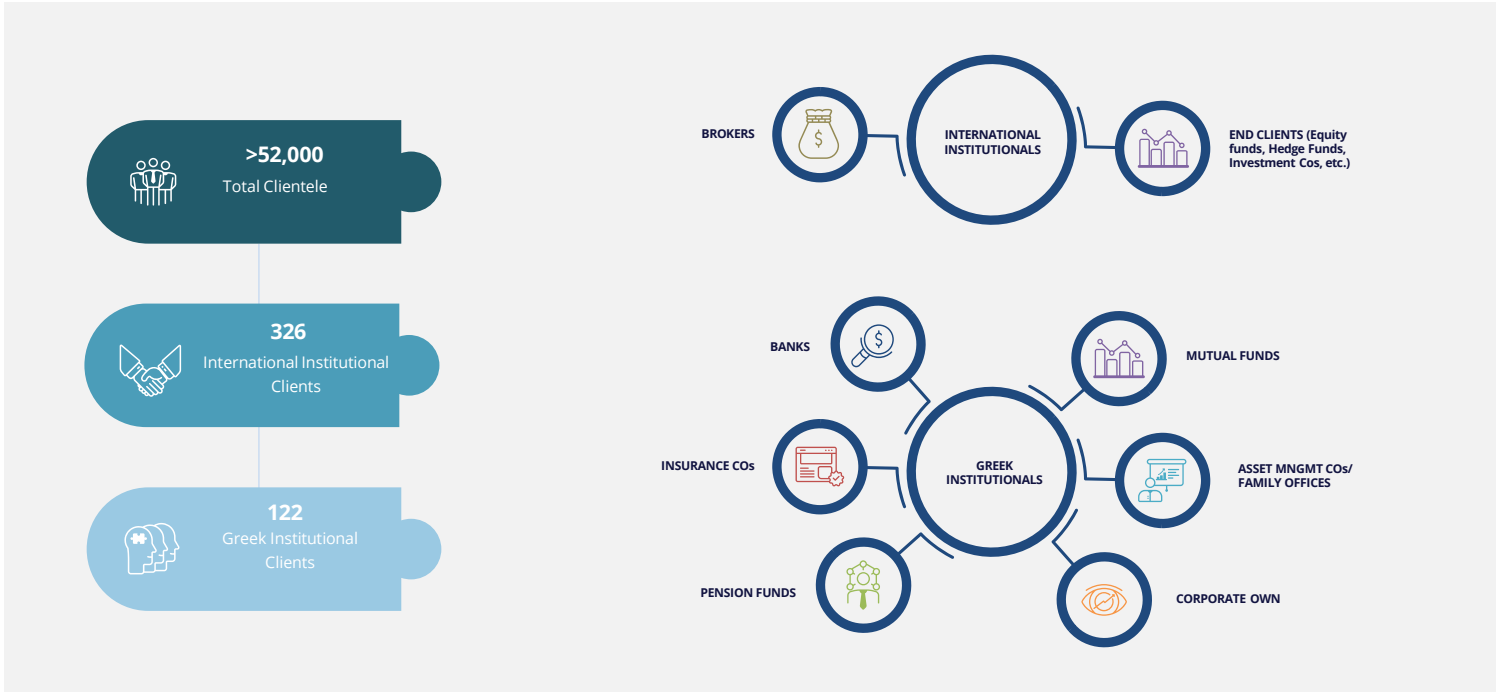 >52,000
Total Clientele
326
International Institutional
Clients
122
Greek Institutional
Clients
BROKERS
INTERNATIONAL
INSTITUTIONALS
END CLIENTS (Equity
funds, Hedge Funds,
Investment Cos, etc.)
BANKS
MUTUAL FUNDS
INSURANCE COs
GREEK
INSTITUTIONALS
ASSET MNGMT COs/
FAMILY OFFICES
PENSION FUNDS
CORPORATE OWN